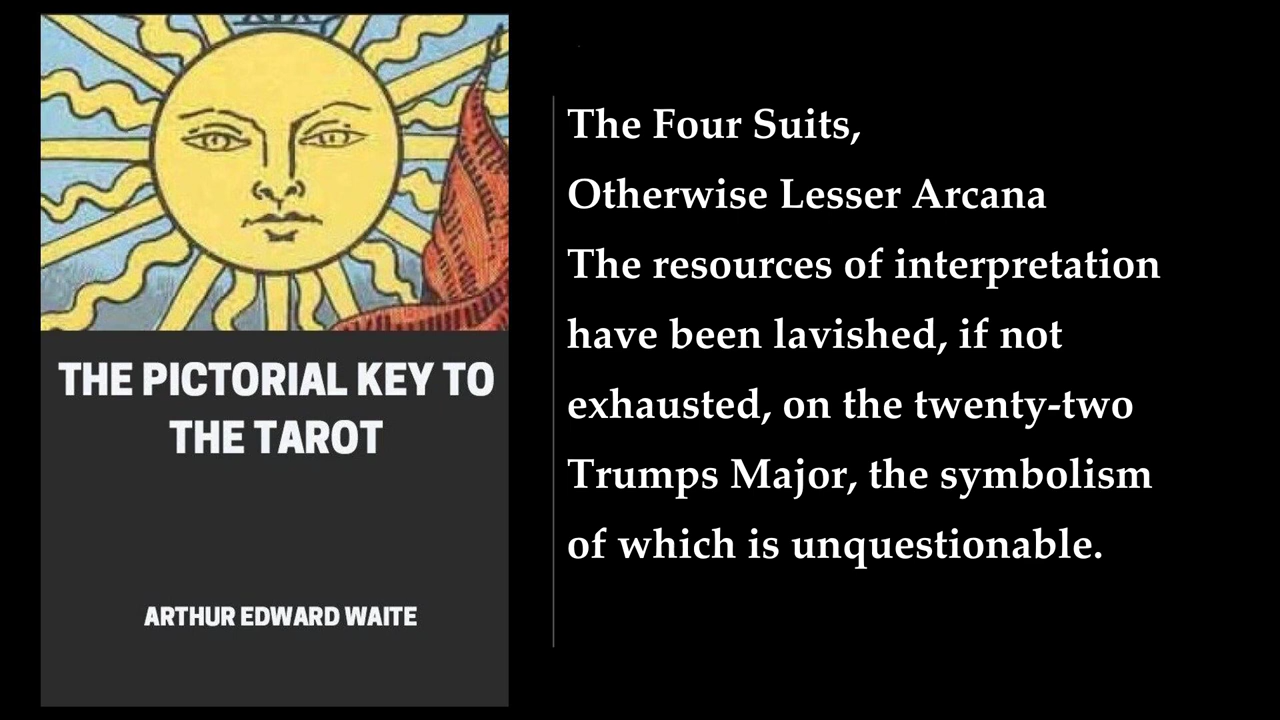 THE PICTORIAL KEY TO
THE TAROT
ARTHUR EDWARD WAITE
The Four Suits,
Otherwise Lesser Arcana
The resources of interpretation
have been lavished, if not
exhausted, on the twenty-two
Trumps Major, the symbolism
of which is unquestionable.